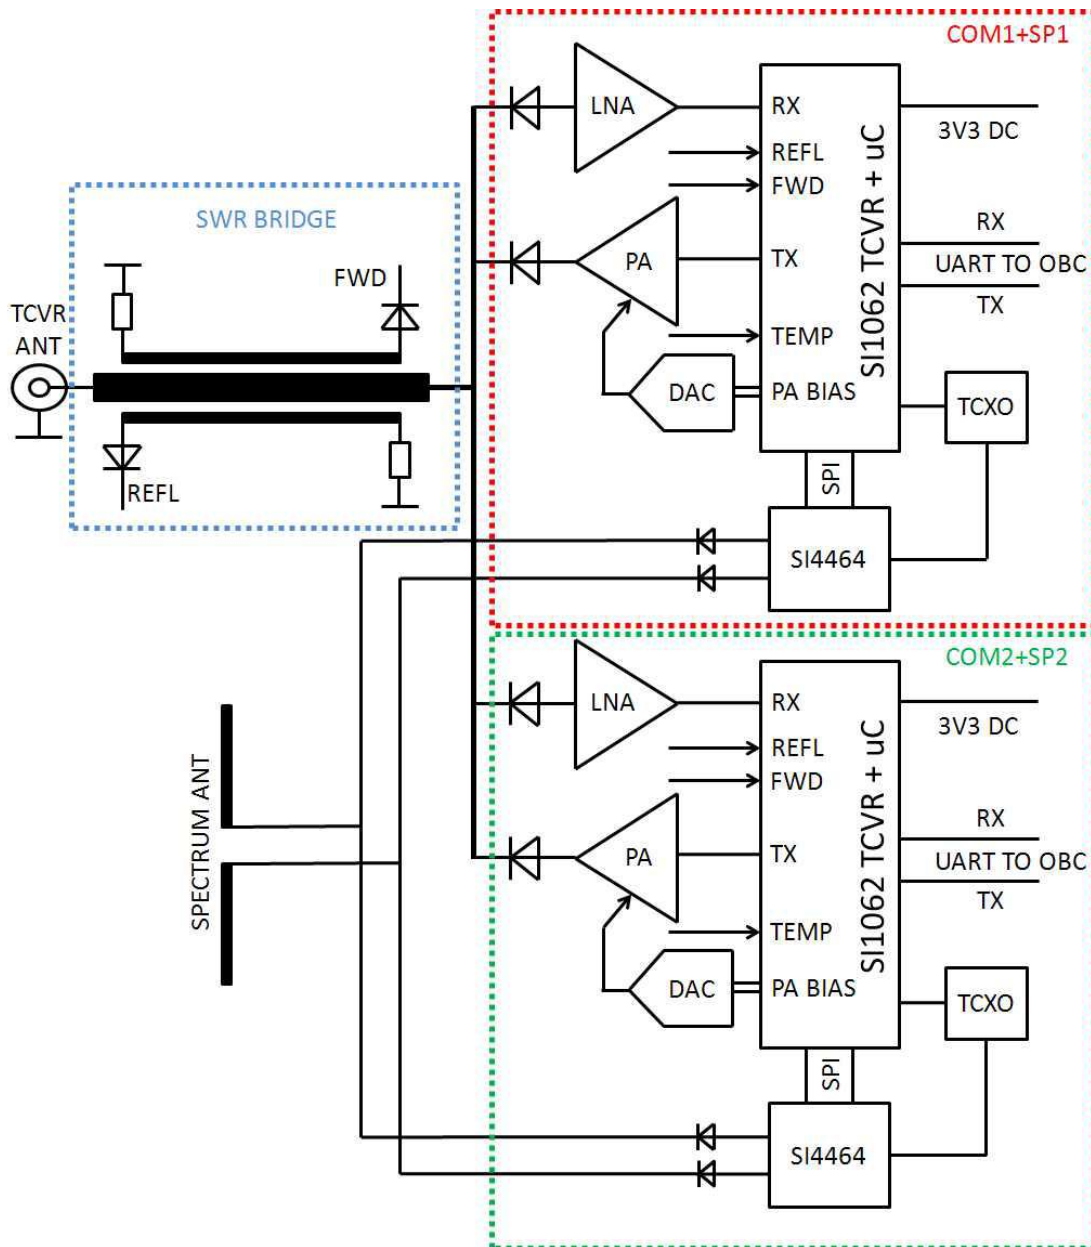 COM1+SP1
LNA
RX
3V3 DC
REFL
FWD
SI1062 TCVR + uC
RX
UART TO OBC
TX
PA
TX
TEMP
DAC
PA BIAS
TCXO
SPI
SI4464
SWR BRIDGE
FWD
TCVR
ANT
REFL
COM2+SP2
LNA
RX
3V3 DC
REFL
FWD
SI1062 TCVR + uC
RX
UART TO OBC
TX
PA
TX
TEMP
DAC
PA BIAS
TCXO
SPI
SI4464
SPECTRUM ANT